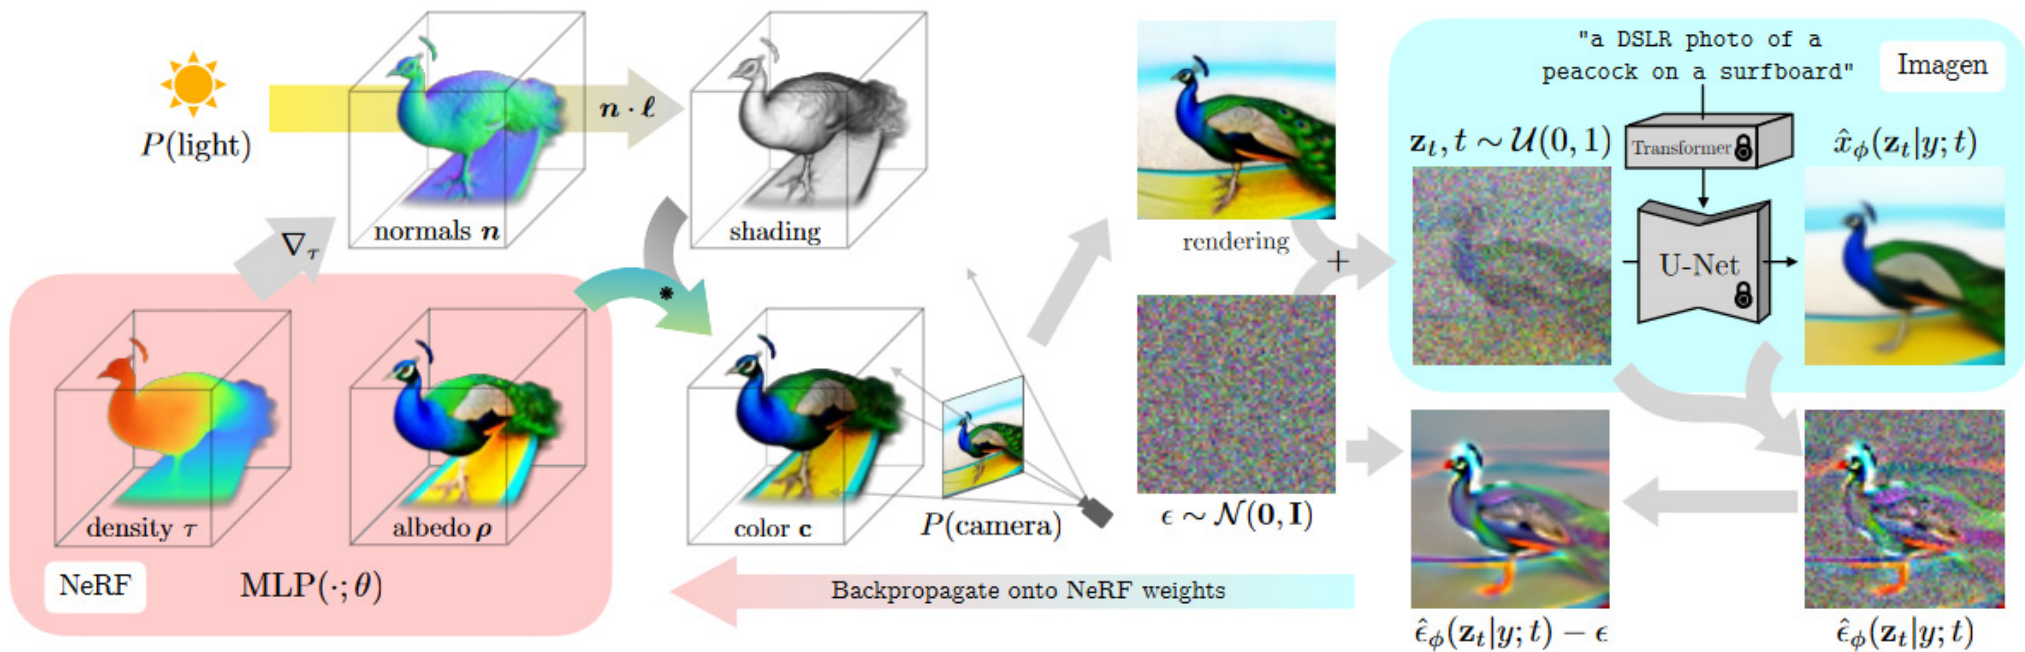 P(light)
n · ℓ
normals n
shading
∇τ
density τ
albedo ρ
NeRF
MLP(·; θ)
color c
P(camera)
rendering
+
*
ϵ ∼ 𝒩(0, I)
Backpropagate onto NeRF weights
"a DSLR photo of a
peacock on a surfboard"
Imagen
z_t, t ∼ 𝒰(0, 1)
Transformer
x̂_ϕ(z_t|y; t)
U-Net
ϵ̂_ϕ(z_t|y; t) − ϵ
ϵ̂_ϕ(z_t|y; t)